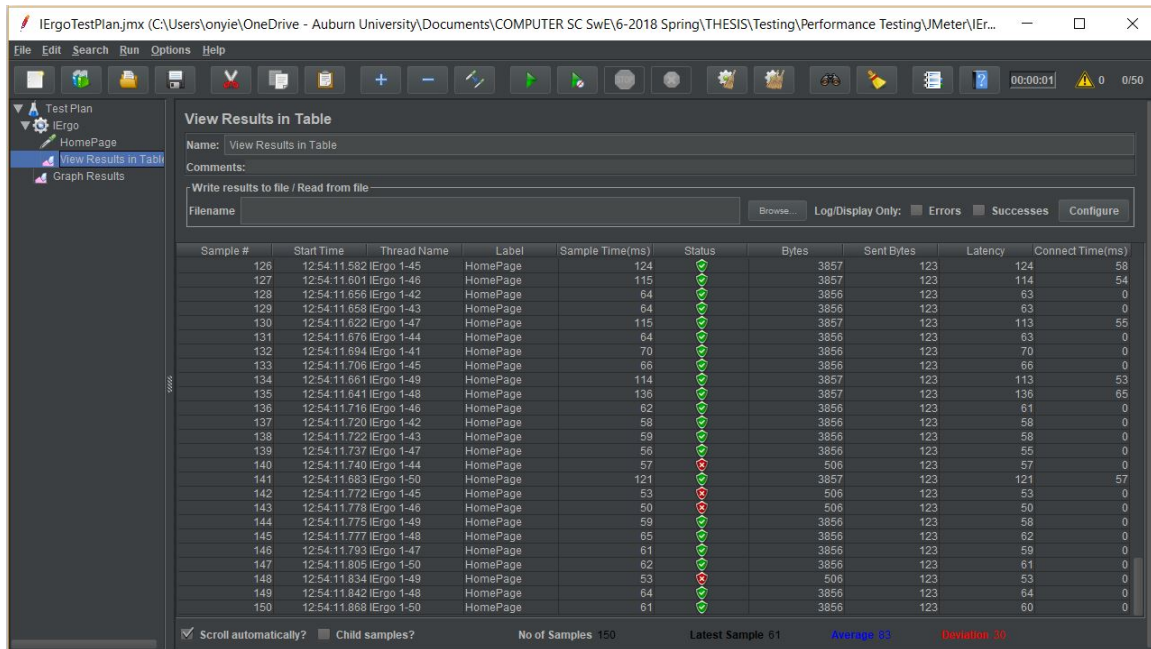 IErgoTestPlan.jmx (C:\Users\onyie\OneDrive - Auburn University\Documents\COMPUTER SC SwE\6-2018 Spring\THESIS\Testing\Performance Testing\JMeter\IEr...
File Edit Search Run Options Help
STOP 00:00:01 0 0/50
Test Plan
IErgo
HomePage
View Results in Table
Graph Results
View Results in Table
Name: View Results in Table
Comments:
Write results to file / Read from file
Filename Browse... Log/Display Only: Errors Successes Configure
Sample # Start Time Thread Name Label Sample Time(ms) Status Bytes Sent Bytes Latency Connect Time(ms)
126 12:54:11.582 IErgo 1-45 HomePage 124 3857 123 124 58
127 12:54:11.601 IErgo 1-46 HomePage 115 3857 123 114 54
128 12:54:11.656 IErgo 1-42 HomePage 64 3856 123 63 0
129 12:54:11.658 IErgo 1-43 HomePage 64 3856 123 63 0
130 12:54:11.622 IErgo 1-47 HomePage 115 3857 123 113 55
131 12:54:11.676 IErgo 1-44 HomePage 64 3856 123 63 0
132 12:54:11.694 IErgo 1-41 HomePage 70 3856 123 70 0
133 12:54:11.706 IErgo 1-45 HomePage 66 3856 123 66 0
134 12:54:11.661 IErgo 1-49 HomePage 114 3857 123 113 53
135 12:54:11.641 IErgo 1-48 HomePage 136 3857 123 136 65
136 12:54:11.716 IErgo 1-46 HomePage 62 3856 123 61 0
137 12:54:11.720 IErgo 1-42 HomePage 58 3856 123 58 0
138 12:54:11.722 IErgo 1-43 HomePage 59 3856 123 58 0
139 12:54:11.737 IErgo 1-47 HomePage 56 3856 123 55 0
140 12:54:11.740 IErgo 1-44 HomePage 57 506 123 57 0
141 12:54:11.683 IErgo 1-50 HomePage 121 3857 123 121 57
142 12:54:11.772 IErgo 1-45 HomePage 53 506 123 53 0
143 12:54:11.778 IErgo 1-46 HomePage 50 506 123 50 0
144 12:54:11.775 IErgo 1-49 HomePage 59 3856 123 58 0
145 12:54:11.777 IErgo 1-48 HomePage 65 3856 123 62 0
146 12:54:11.793 IErgo 1-47 HomePage 61 3856 123 59 0
147 12:54:11.805 IErgo 1-50 HomePage 62 3856 123 61 0
148 12:54:11.834 IErgo 1-49 HomePage 53 506 123 53 0
149 12:54:11.842 IErgo 1-48 HomePage 64 3856 123 64 0
150 12:54:11.868 IErgo 1-50 HomePage 61 3856 123 60 0
Scroll automatically? Child samples? No of Samples 150 Latest Sample 61 Average 83 Deviation 30